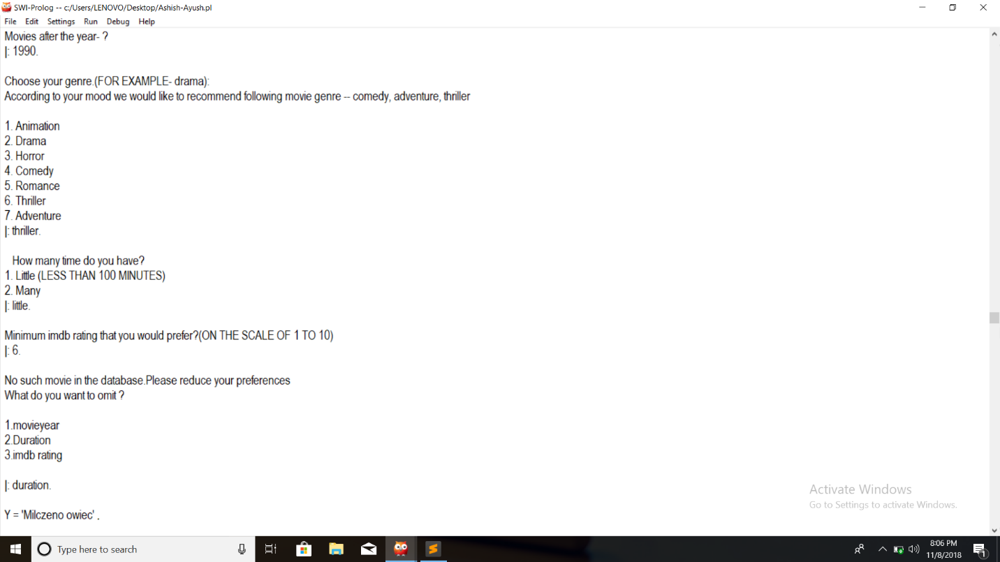 SWI-Prolog -- c:/Users/LENOVO/Desktop/Ashish-Ayush.pl
File Edit Settings Run Debug Help
Movies after the year- ?
|: 1990.
Choose your genre.(FOR EXAMPLE- drama):
According to your mood we would like to recommend following movie genre -- comedy, adventure, thriller
1. Animation
2. Drama
3. Horror
4. Comedy
5. Romance
6. Thriller
7. Adventure
|: thriller.
How many time do you have?
1. Little (LESS THAN 100 MINUTES)
2. Many
|: little.
Minimum imdb rating that you would prefer?(ON THE SCALE OF 1 TO 10)
|: 6.
No such movie in the database.Please reduce your preferences
What do you want to omit ?
1.movieyear
2.Duration
3.imdb rating
|: duration.
Y = 'Milczeno owiec' .
Activate Windows
Go to Settings to activate Windows.
Type here to search
8:06 PM
11/8/2018
1